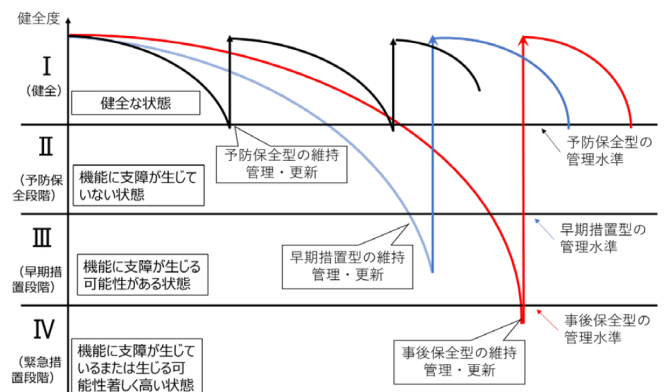 健全度
Ⅰ
（健全）
健全な状態
Ⅱ
（予防保
全段階）
機能に支障が生じて
いない状態
予防保全型の維持
管理・更新
予防保全型の
管理水準
Ⅲ
（早期措
置段階）
機能に支障が生じる
可能性がある状態
早期措置型の維持
管理・更新
早期措置型の
管理水準
Ⅳ
（緊急措
置段階）
機能に支障が生じて
いるまたは生じる可
能性著しく高い状態
事後保全型の維持
管理・更新
事後保全型の
管理水準